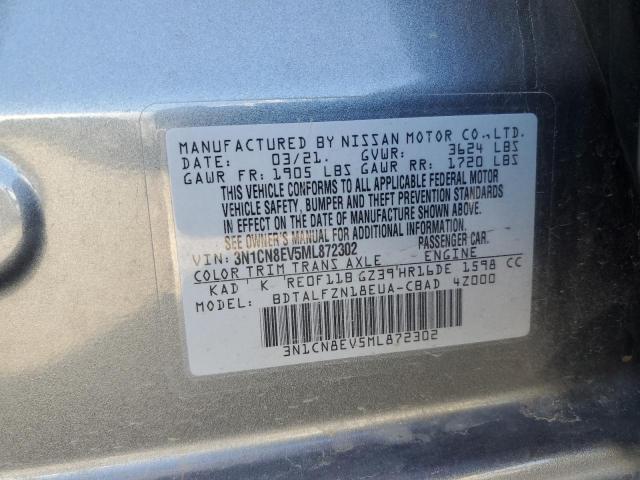 MANUFACTURED BY NISSAN MOTOR CO.,LTD.
DATE: 03/21. GVWR: 3624 LBS
GAWR FR: 1905 LBS GAWR RR: 1720 LBS
THIS VEHICLE CONFORMS TO ALL APPLICABLE FEDERAL MOTOR
VEHICLE SAFETY, BUMPER AND THEFT PREVENTION STANDARDS
IN EFFECT ON THE DATE OF MANUFACTURE SHOWN ABOVE.
SEE OWNER'S MANUAL FOR ADDITIONAL INFORMATION.
VIN: 3N1CN8EV5ML872302 PASSENGER CAR.
COLOR TRIM TRANS AXLE ENGINE
KAD ' K RE0F11B GZ39'HR16DE 1598 CC
MODEL: BDTALFZN18EUA-CBAD 4Z000
3N1CN8EV5ML872302